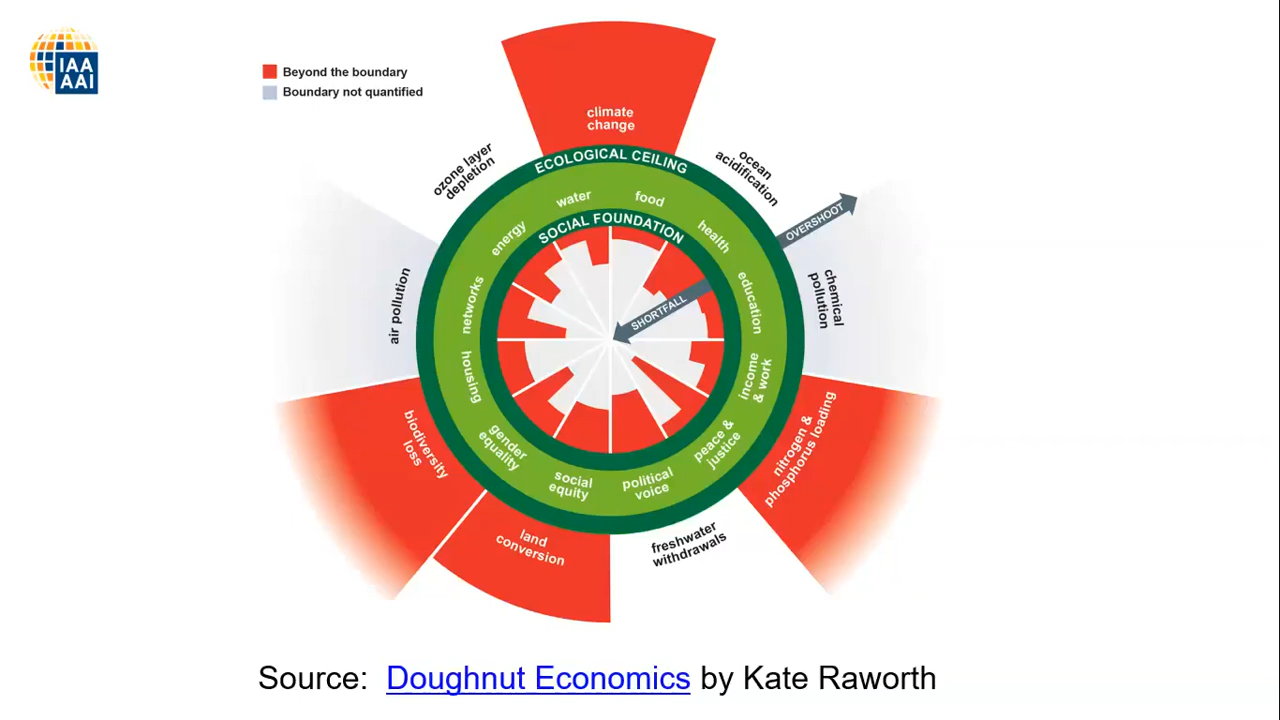 IAA
AAI
Beyond the boundary
Boundary not quantified
climate
change
ozone layer
depletion
ECOLOGICAL CEILING
ocean
acidification
water
food
energy
SOCIAL FOUNDATION
health
OVERSHOOT
networks
education
air pollution
SHORTFALL
chemical
pollution
housing
income
& work
biodiversity
loss
gender
equality
peace &
justice
nitrogen &
phosphorus loading
social
equity
political
voice
land
conversion
freshwater
withdrawals
Source: Doughnut Economics by Kate Raworth